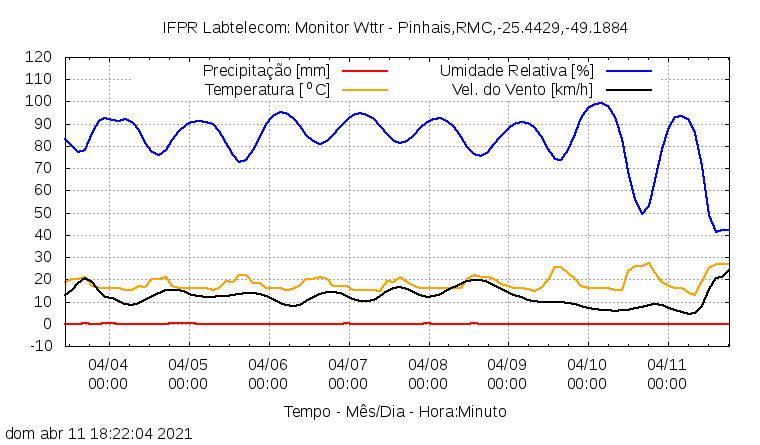 IFPR Labtelecom: Monitor Wttr - Pinhais,RMC,-25.4429,-49.1884
120
110
100
90
80
70
60
50
40
30
20
10
0
-10
Precipitação [mm]
Temperatura [⁰C]
Umidade Relativa [%]
Vel. do Vento [km/h]
04/04 04/05 04/06 04/07 04/08 04/09 04/10 04/11
00:00 00:00 00:00 00:00 00:00 00:00 00:00 00:00
Tempo - Mês/Dia - Hora:Minuto
dom abr 11 18:22:04 2021